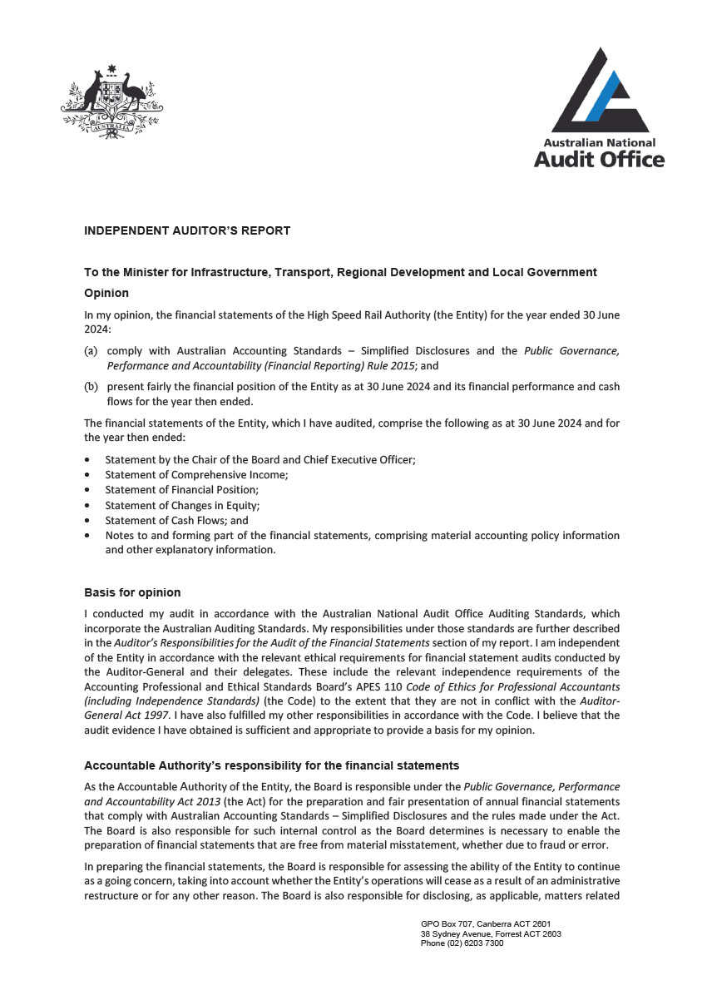 AUSTRALIA
Australian National
Audit Office
INDEPENDENT AUDITOR’S REPORT
To the Minister for Infrastructure, Transport, Regional Development and Local Government
Opinion
In my opinion, the financial statements of the High Speed Rail Authority (the Entity) for the year ended 30 June
2024:
(a) comply with Australian Accounting Standards – Simplified Disclosures and the Public Governance,
Performance and Accountability (Financial Reporting) Rule 2015; and
(b) present fairly the financial position of the Entity as at 30 June 2024 and its financial performance and cash
flows for the year then ended.
The financial statements of the Entity, which I have audited, comprise the following as at 30 June 2024 and for
the year then ended:
• Statement by the Chair of the Board and Chief Executive Officer;
• Statement of Comprehensive Income;
• Statement of Financial Position;
• Statement of Changes in Equity;
• Statement of Cash Flows; and
• Notes to and forming part of the financial statements, comprising material accounting policy information
and other explanatory information.
Basis for opinion
I conducted my audit in accordance with the Australian National Audit Office Auditing Standards, which
incorporate the Australian Auditing Standards. My responsibilities under those standards are further described
in the Auditor’s Responsibilities for the Audit of the Financial Statements section of my report. I am independent
of the Entity in accordance with the relevant ethical requirements for financial statement audits conducted by
the Auditor-General and their delegates. These include the relevant independence requirements of the
Accounting Professional and Ethical Standards Board’s APES 110 Code of Ethics for Professional Accountants
(including Independence Standards) (the Code) to the extent that they are not in conflict with the Auditor-
General Act 1997. I have also fulfilled my other responsibilities in accordance with the Code. I believe that the
audit evidence I have obtained is sufficient and appropriate to provide a basis for my opinion.
Accountable Authority’s responsibility for the financial statements
As the Accountable Authority of the Entity, the Board is responsible under the Public Governance, Performance
and Accountability Act 2013 (the Act) for the preparation and fair presentation of annual financial statements
that comply with Australian Accounting Standards – Simplified Disclosures and the rules made under the Act.
The Board is also responsible for such internal control as the Board determines is necessary to enable the
preparation of financial statements that are free from material misstatement, whether due to fraud or error.
In preparing the financial statements, the Board is responsible for assessing the ability of the Entity to continue
as a going concern, taking into account whether the Entity’s operations will cease as a result of an administrative
restructure or for any other reason. The Board is also responsible for disclosing, as applicable, matters related
GPO Box 707, Canberra ACT 2601
38 Sydney Avenue, Forrest ACT 2603
Phone (02) 6203 7300